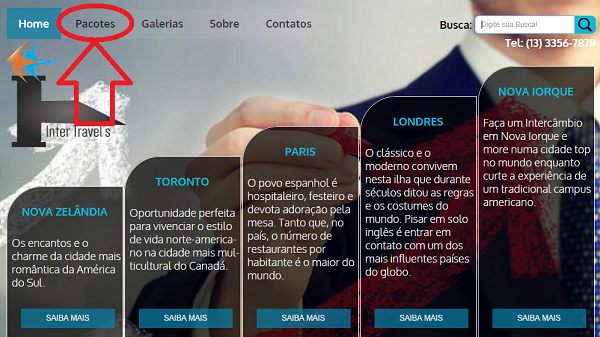 Home Pacotes Galerias Sobre Contatos Busca: Digite sua Busca!
Tel: (13) 3356-7878
Inter Travel's
NOVA ZELÂNDIA
Os encantos e o
charme da cidade mais
romântica da América
do Sul.
SAIBA MAIS
TORONTO
Oportunidade perfeita
para vivenciar o estilo
de vida norte-america-
no na cidade mais mul-
ticultural do Canadá.
SAIBA MAIS
PARIS
O povo espanhol é
hospitaleiro, festeiro e
devota adoração pela
mesa. Tanto que, no
país, o número de
restaurantes por
habitante é o maior do
mundo.
SAIBA MAIS
LONDRES
O clássico e o
moderno convivem
nesta ilha que durante
séculos ditou as regras
e os costumes do
mundo. Pisar em solo
inglês é entrar em
contato com um dos
mais influentes países
do globo.
SAIBA MAIS
NOVA IORQUE
Faça um Intercâmbio
em Nova Iorque e
more numa cidade top
no mundo enquanto
curte a experiência de
um tradicional campus
americano.
SAIBA MAIS